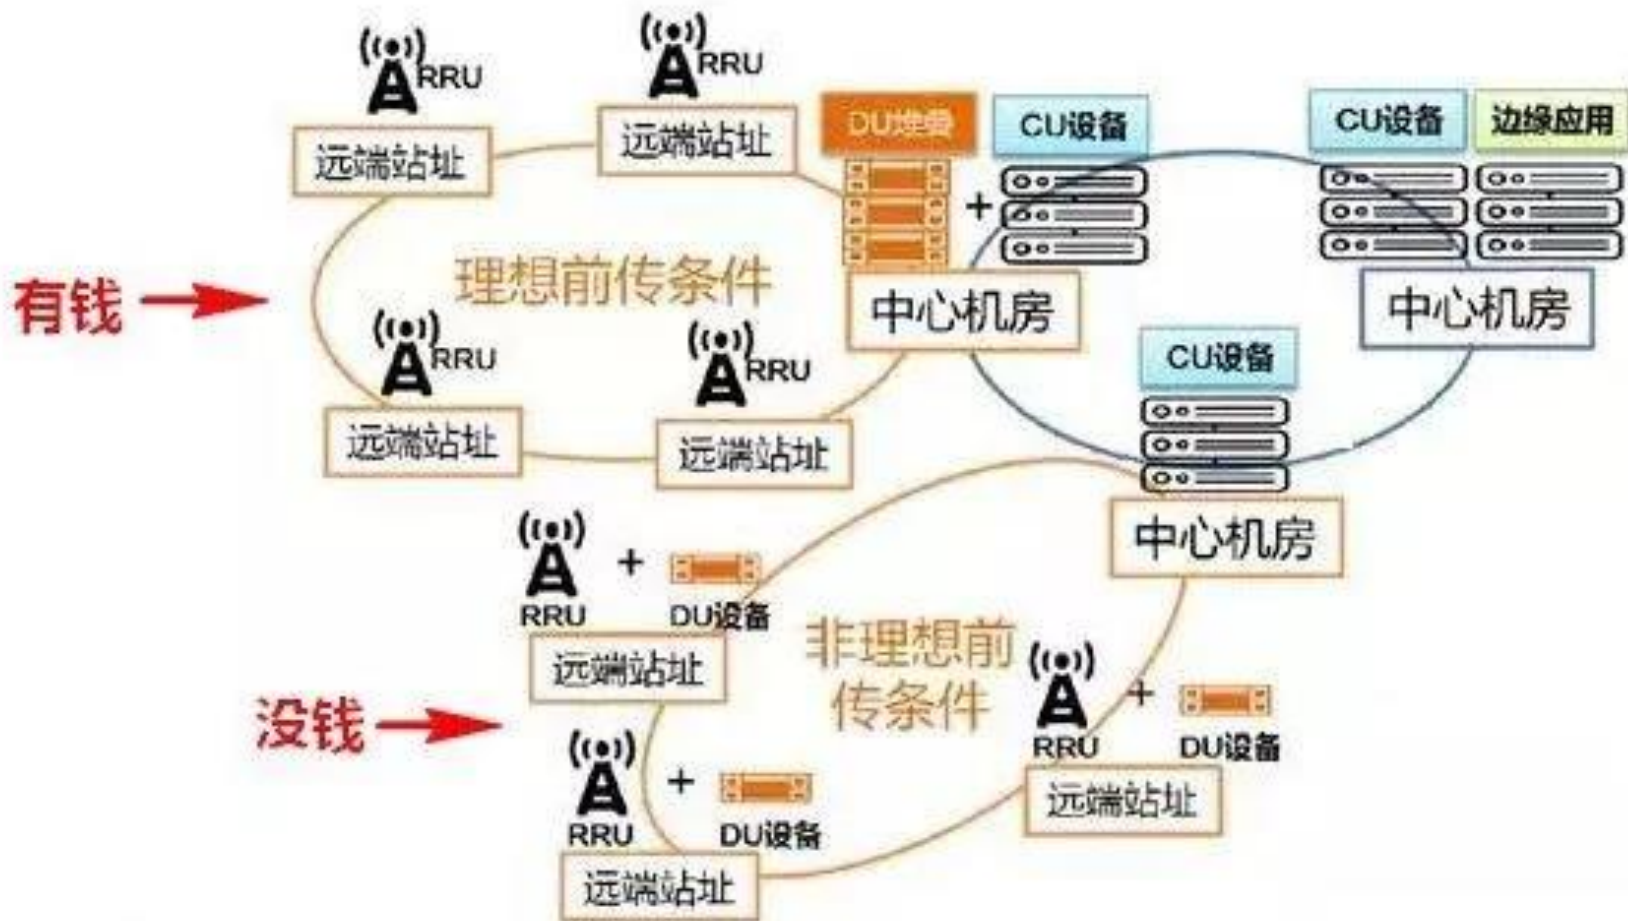 RRU
RRU
远端站址
远端站址
DU堆叠
CU设备
CU设备
边缘应用
+
有钱
理想前传条件
中心机房
中心机房
RRU
RRU
CU设备
远端站址
远端站址
中心机房
+
RRU
DU设备
远端站址
非理想前
传条件
没钱
+
RRU
DU设备
+
RRU
DU设备
远端站址
远端站址